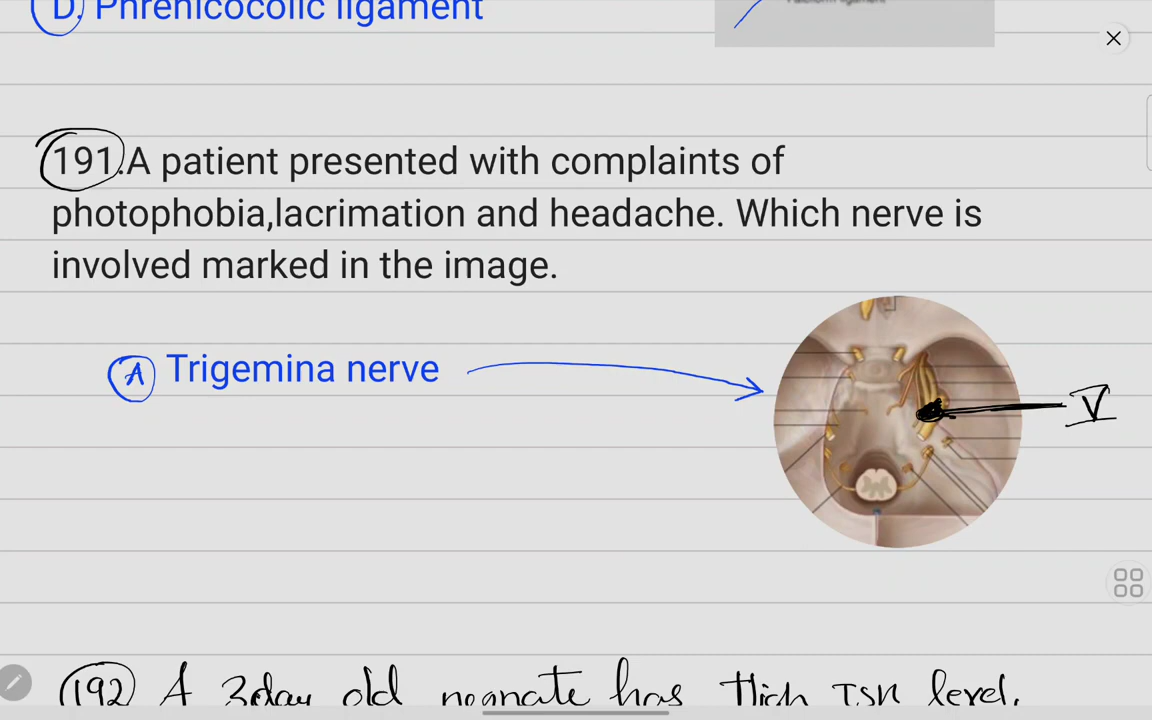 D. Phrenicocolic ligament
191.A patient presented with complaints of
photophobia,lacrimation and headache. Which nerve is
involved marked in the image.
A Trigemina nerve
V
(192) A 3day old neonate has High TSH level.